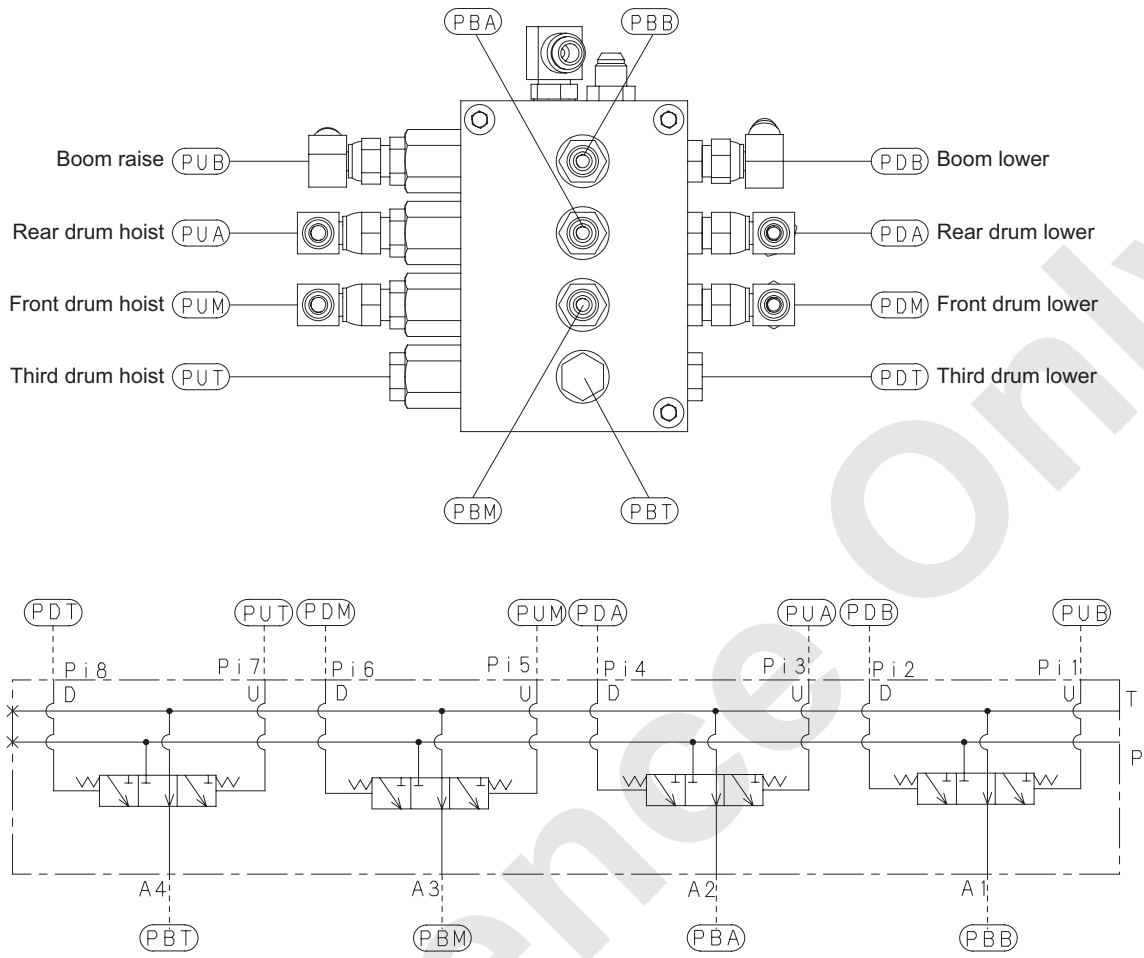 PBA PBB
Boom raise PUB PDB Boom lower
Rear drum hoist PUA PDA Rear drum lower
Front drum hoist PUM PDM Front drum lower
Third drum hoist PUT PDT Third drum lower
PBM PBT
PDT PUT PDM PUM PDA PUA PDB PUB
Pi8 Pi7 Pi6 Pi5 Pi4 Pi3 Pi2 Pi1
D U D U D U D U T
P
A4 A3 A2 A1
PBT PBM PBA PBB
ence Only